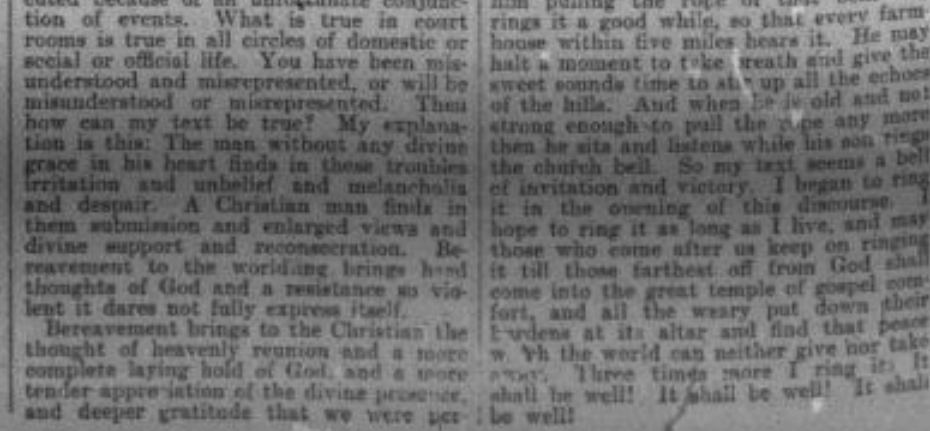 tion of events. What is true in court
rooms is true in all circles of domestic or
social or official life. You have been mis-
understood and misrepresented, or will be
misunderstood or misrepresented. Then
how can my text be true? My explana-
tion is this: The man without any divine
grace in his heart finds in these troubles
irritation and unbelief and melancholia
and despair. A Christian man finds in
them submission and enlarged views and
divine support and reconsecration. Be-
reavement to the worldling brings hard
thoughts of God and a resistance so vio-
lent it dares not fully express itself.
Bereavement brings to the Christian the
thought of heavenly reunion and a more
complete laying hold of God, and a more
tender appreciation of the divine presence,
and deeper gratitude that we were per-
him pulling the rope of that
rings it a good while, so that every farm
house within five miles hears it. He may
halt a moment to take breath and give the
sweet sounds time to stir up all the echoes
of the hills. And when he is old and not
strong enough to pull the rope any more
then he sits and listens while his son rings
the church bell. So my text seems a bell
of invitation and victory. I began to ring
it in the opening of this discourse. I
hope to ring it as long as I live, and may
those who come after us keep on ringing
it till those farthest off from God shall
come into the great temple of gospel com-
fort, and all the weary put down their
burdens at its altar and find that peace
which the world can neither give nor take
away. Three times more I ring it. It
shall be well! It shall be well! It shall
be well!